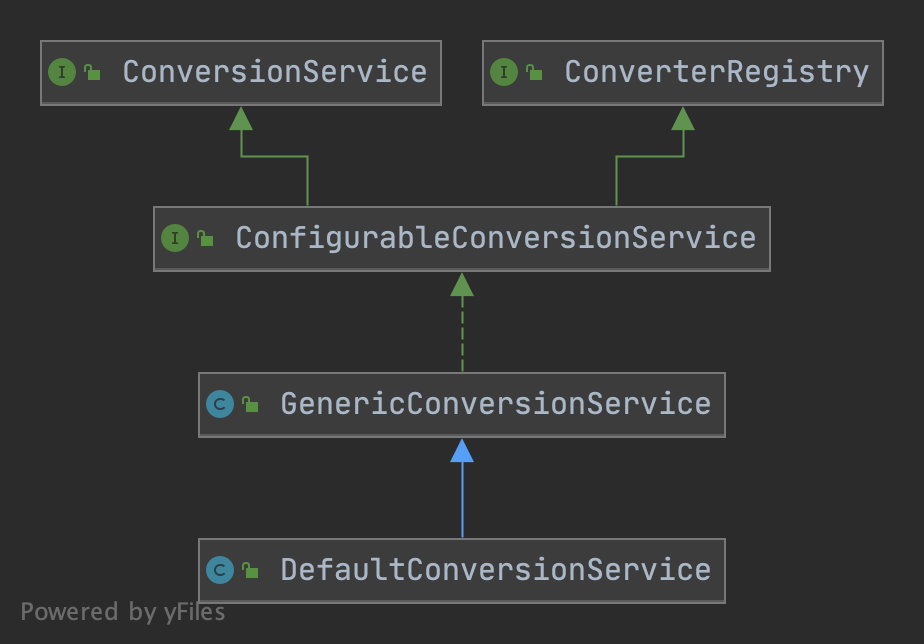 I ConversionService
I ConverterRegistry
I ConfigurableConversionService
C GenericConversionService
C DefaultConversionService
Powered by yFiles